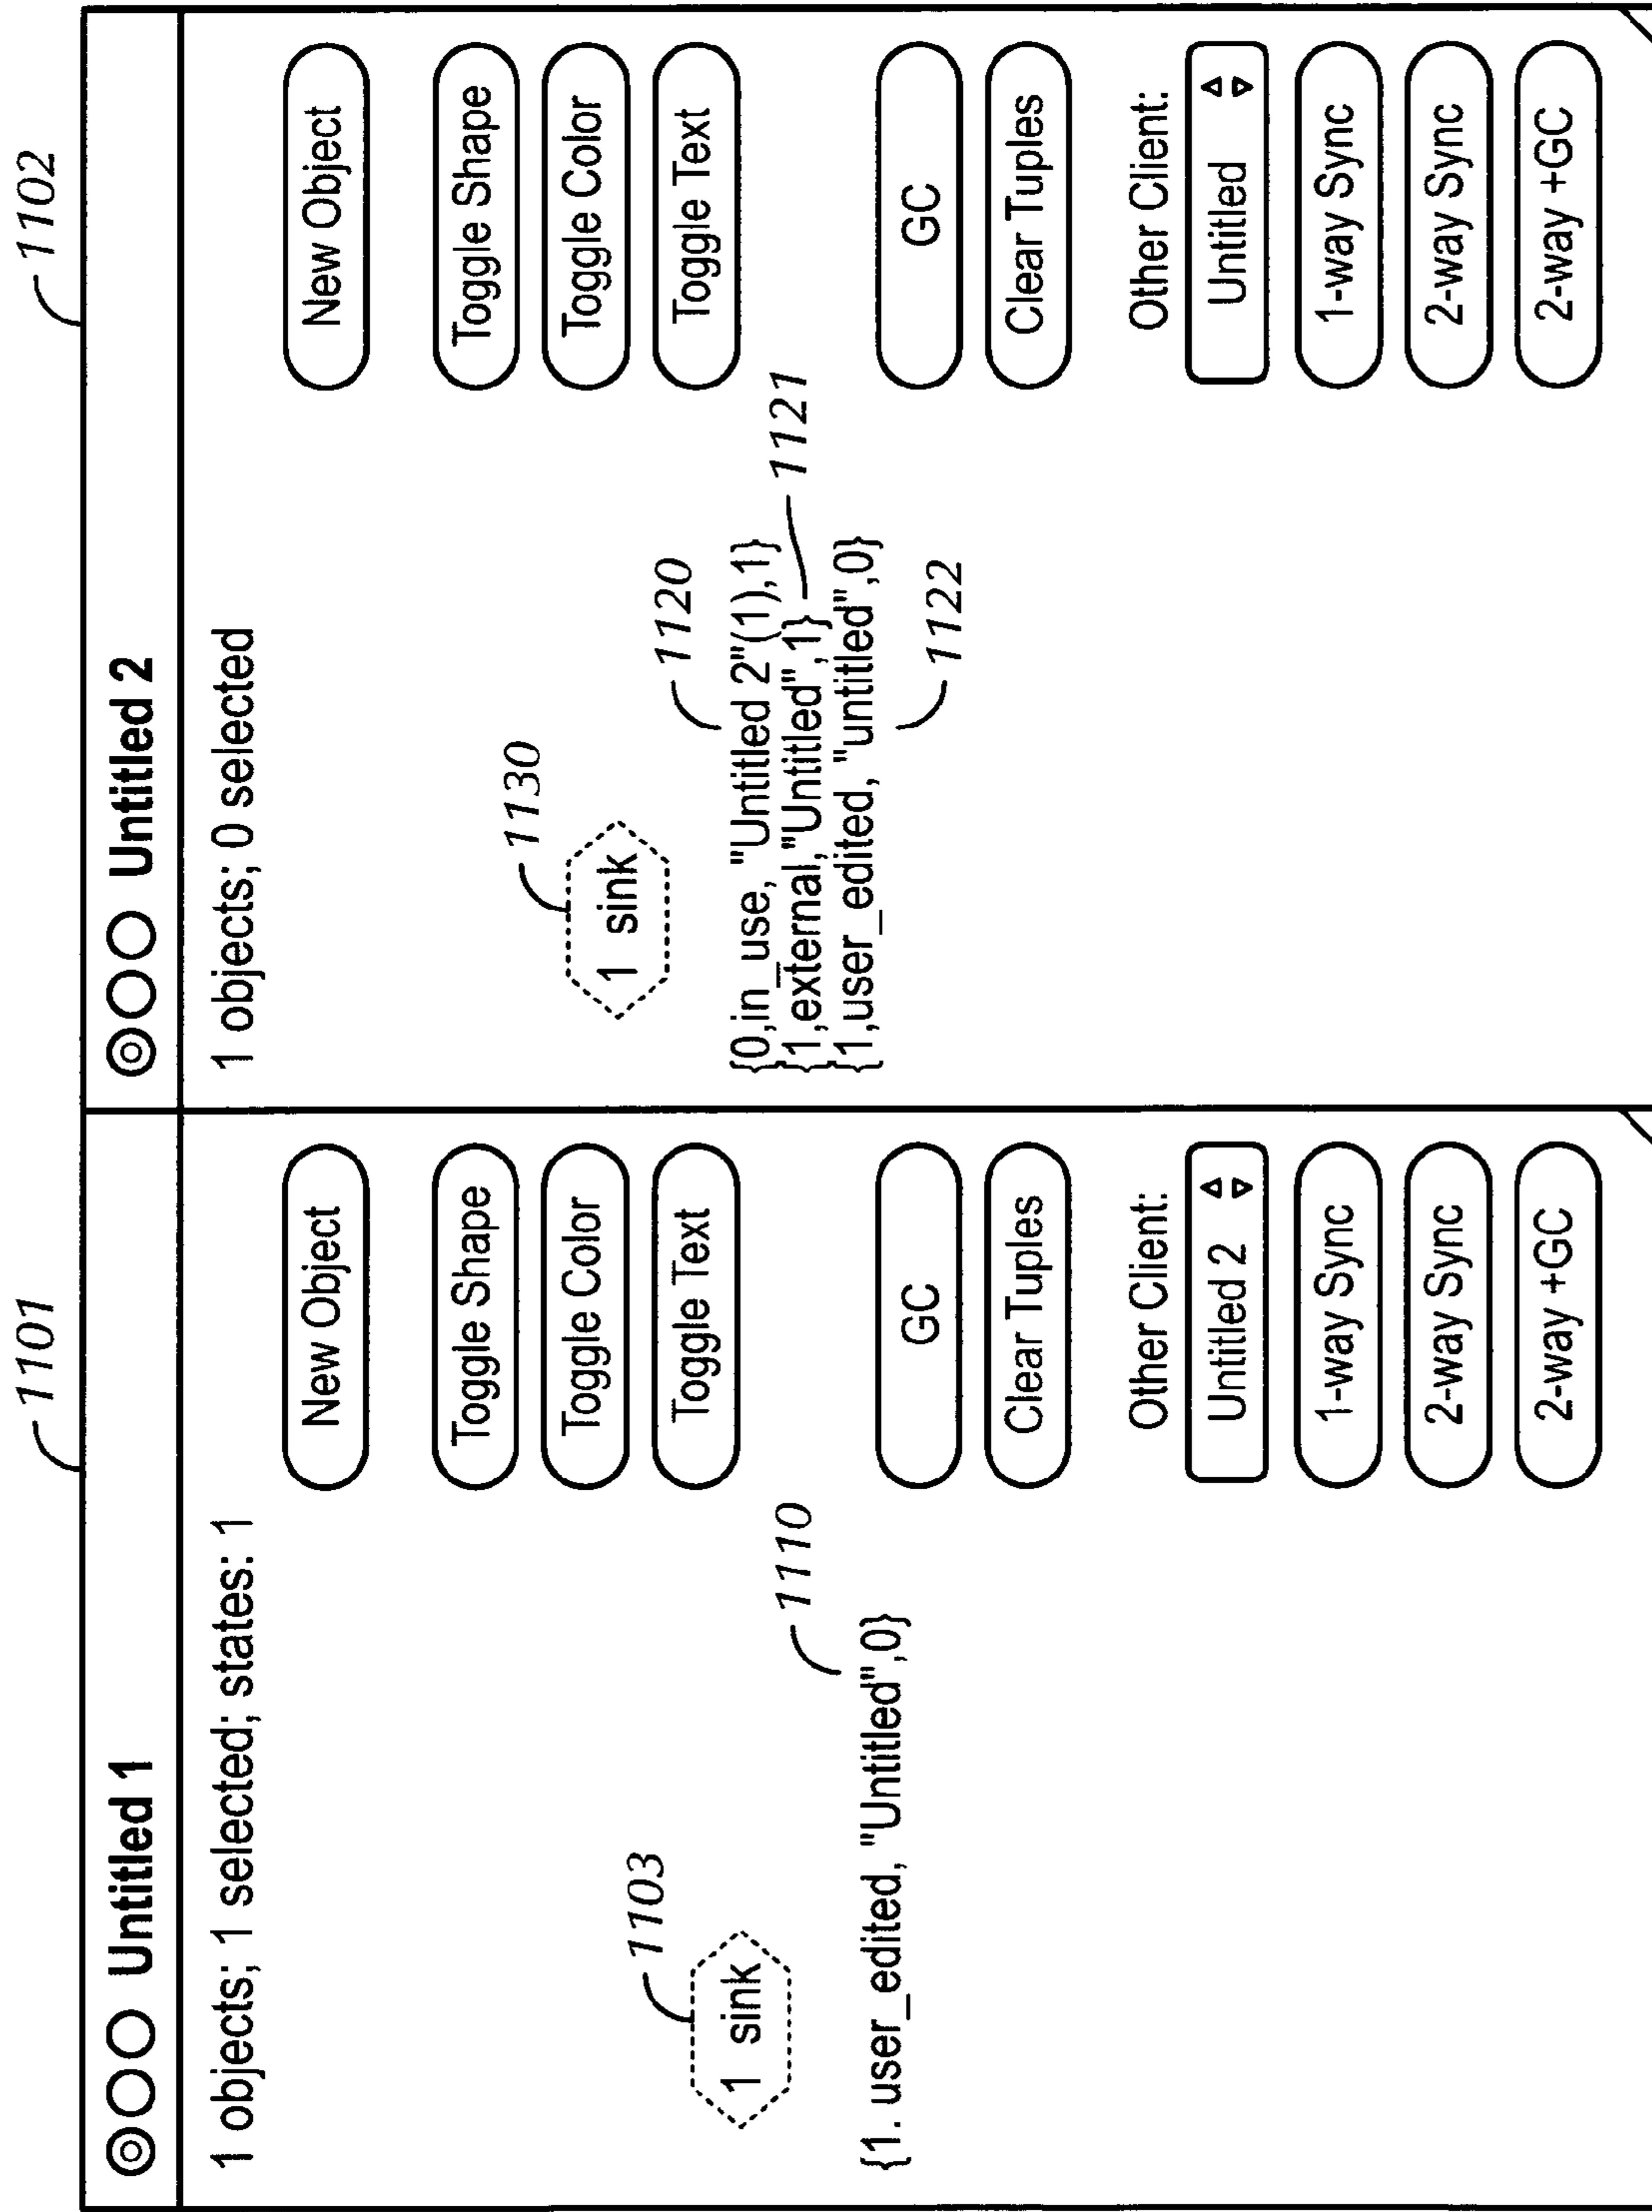 1101
Untitled 1
1 objects; 1 selected; states: 1
New Object
1103
1 sink
Toggle Shape
Toggle Color
Toggle Text
1110
{1. user_edited, "Untitled",0}
GC
Clear Tuples
Other Client:
Untitled 2
1-way Sync
2-way Sync
2-way +GC
1102
Untitled 2
1 objects; 0 selected
New Object
1130
1 sink
Toggle Shape
Toggle Color
Toggle Text
1120
{0,in_use, "Untitled 2"(1),1}
{1,external,"Untitled",1}
1121
{1,user_edited, "untitled",0}
1122
GC
Clear Tuples
Other Client:
Untitled
1-way Sync
2-way Sync
2-way +GC